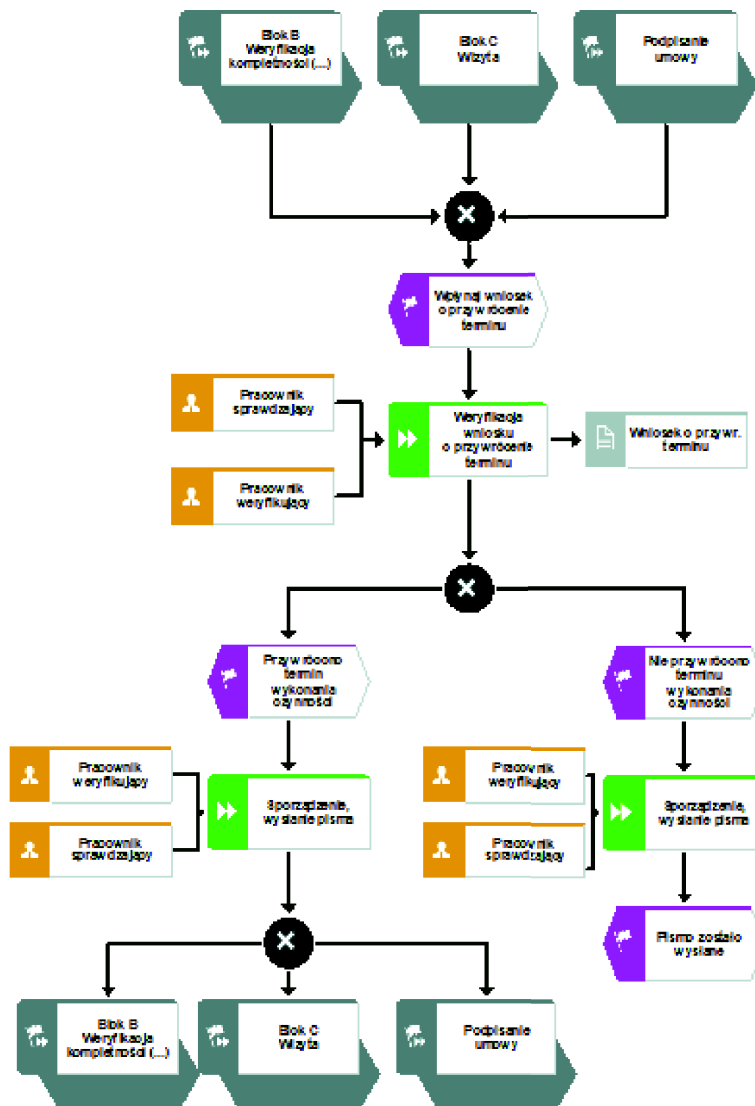 Blok B
Weryfikacja
kompletności (...)
Blok C
Wizyta
Podpisanie
umowy
Wpłynął wniosek
o przywrócenie
terminu
Pracownik
sprawdzający
Weryfikacja
wniosku
o przywrócenie
terminu
Wniosek o przywr.
terminu
Pracownik
weryfikujący
Przywrócono
termin
wykonania
czynności
Nie przywrócono
terminu
wykonania
czynności
Pracownik
weryfikujący
Sporządzenie,
wysłanie pisma
Pracownik
sprawdzający
Pracownik
weryfikujący
Sporządzenie,
wysłanie pisma
Pracownik
sprawdzający
Pismo zostało
wysłane
Blok B
Weryfikacja
kompletności (...)
Blok C
Wizyta
Podpisanie
umowy